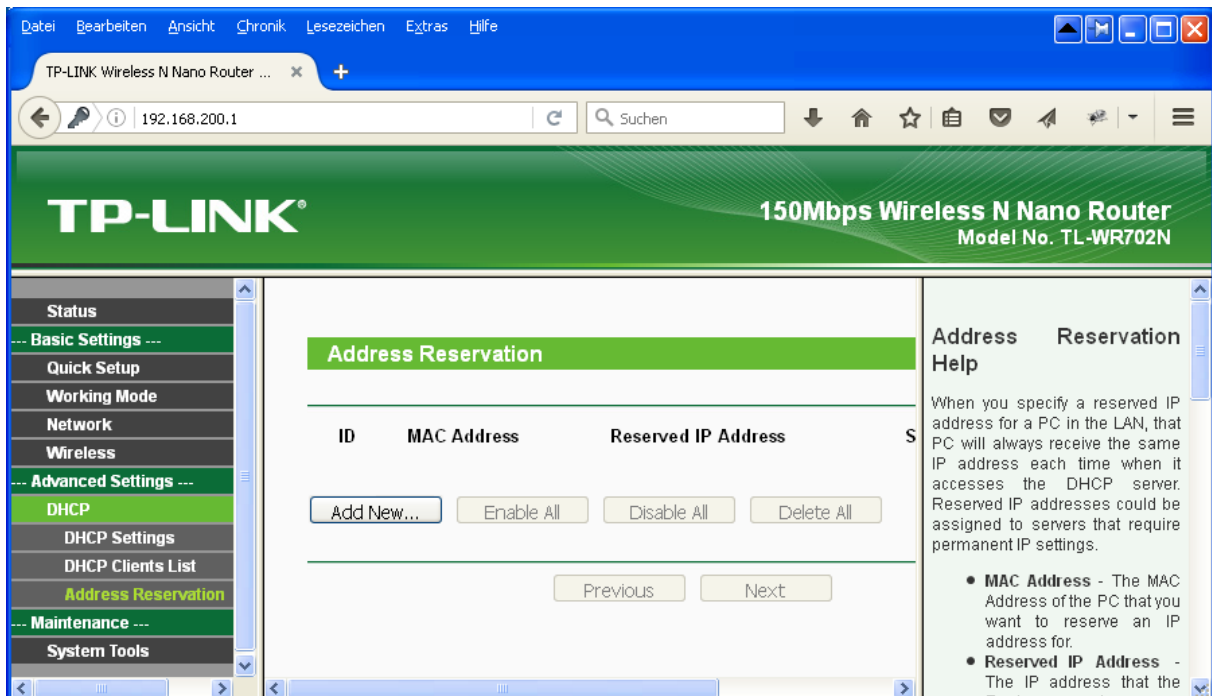 Datei Bearbeiten Ansicht Chronik Lesezeichen Extras Hilfe
TP-LINK Wireless N Nano Router ...
192.168.200.1
Suchen
TP-LINK®
150Mbps Wireless N Nano Router
Model No. TL-WR702N
Status
--- Basic Settings ---
Quick Setup
Working Mode
Network
Wireless
--- Advanced Settings ---
DHCP
DHCP Settings
DHCP Clients List
Address Reservation
--- Maintenance ---
System Tools
Address Reservation
ID MAC Address Reserved IP Address S
Add New... Enable All Disable All Delete All
Previous Next
Address Reservation
Help
When you specify a reserved IP
address for a PC in the LAN, that
PC will always receive the same
IP address each time when it
accesses the DHCP server.
Reserved IP addresses could be
assigned to servers that require
permanent IP settings.
• MAC Address - The MAC
Address of the PC that you
want to reserve an IP
address for.
• Reserved IP Address -
The IP address that the